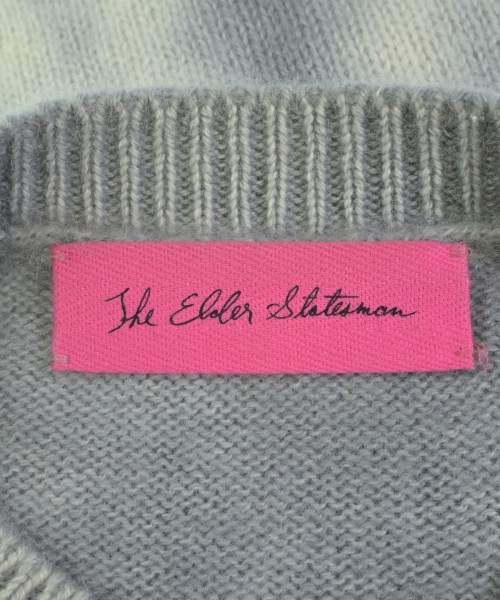 The Elder Statesman